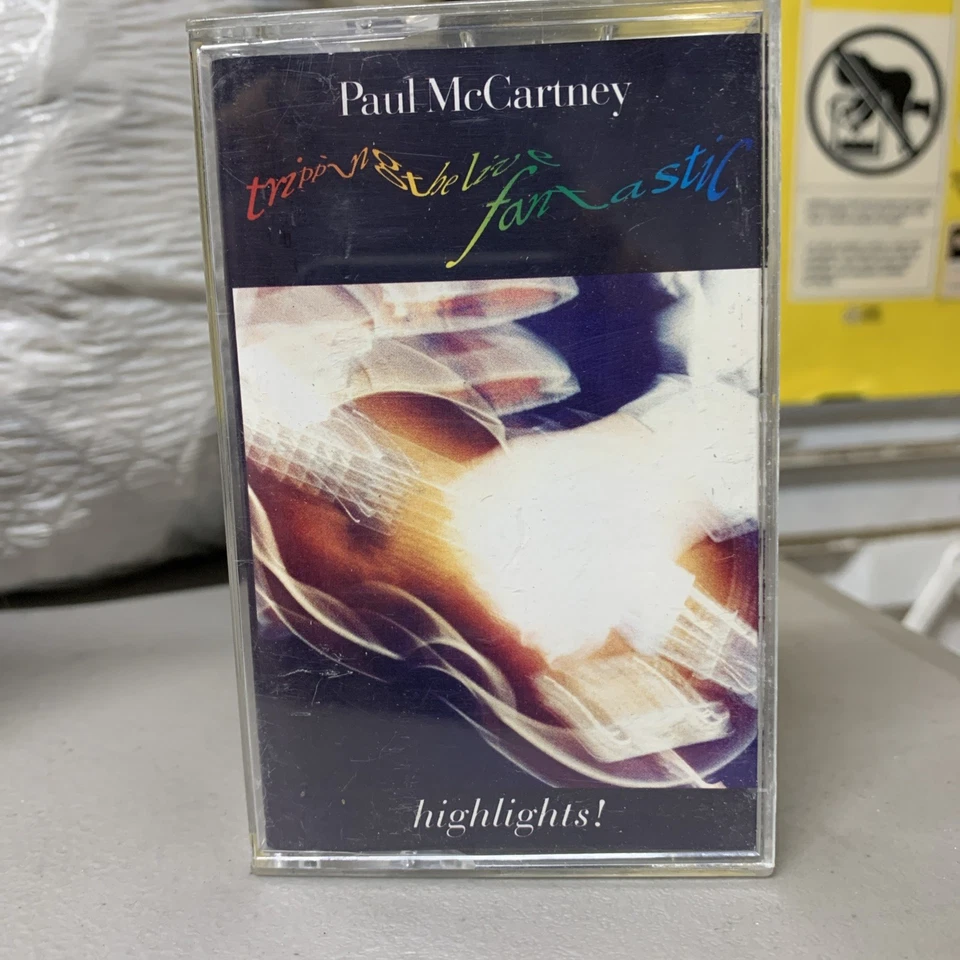 Paul McCartney
tripping the live
fantastic
highlights!